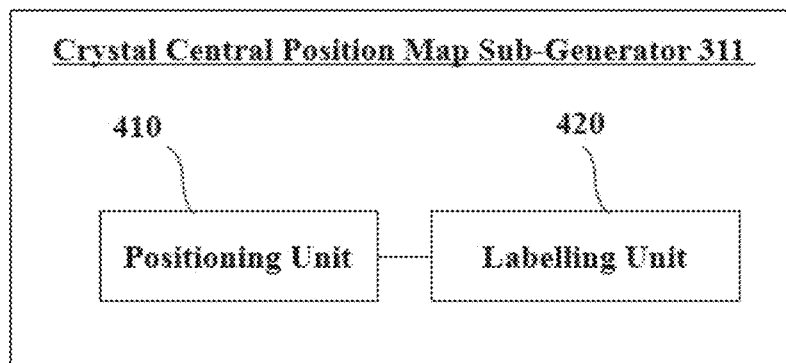 Crystal Central Position Map Sub-Generator 311
410 420
Positioning Unit Labelling Unit